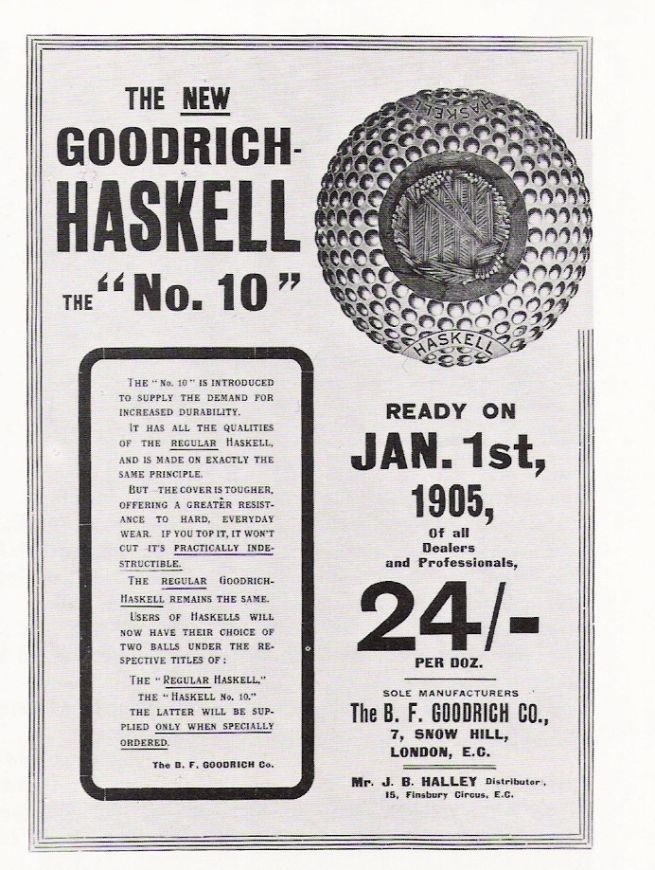 THE NEW
GOODRICH-
HASKELL
THE "No. 10"
HASKELL
HASKELL
THE "No. 10" IS INTRODUCED
TO SUPPLY THE DEMAND FOR
INCREASED DURABILITY.
IT HAS ALL THE QUALITIES
OF THE REGULAR HASKELL,
AND IS MADE ON EXACTLY THE
SAME PRINCIPLE.
BUT THE COVER IS TOUGHER,
OFFERING A GREATER RESIST-
ANCE TO HARD, EVERYDAY
WEAR. IF YOU TOP IT, IT WON'T
CUT IT'S PRACTICALLY INDE-
STRUCTIBLE.
THE REGULAR GOODRICH-
HASKELL REMAINS THE SAME.
USERS OF HASKELLS WILL
NOW HAVE THEIR CHOICE OF
TWO BALLS UNDER THE RE-
SPECTIVE TITLES OF:
THE "REGULAR HASKELL,"
THE "HASKELL No. 10."
THE LATTER WILL BE SUP-
PLIED ONLY WHEN SPECIALLY
ORDERED.
The B. F. GOODRICH Co.
READY ON
JAN. 1st,
1905,
Of all
Dealers
and Professionals,
24/-
PER DOZ.
SOLE MANUFACTURERS
The B. F. GOODRICH CO.,
7, SNOW HILL,
LONDON, E.C.
Mr. J. B. HALLEY Distributor,
15, Finsbury Circus, E.C.